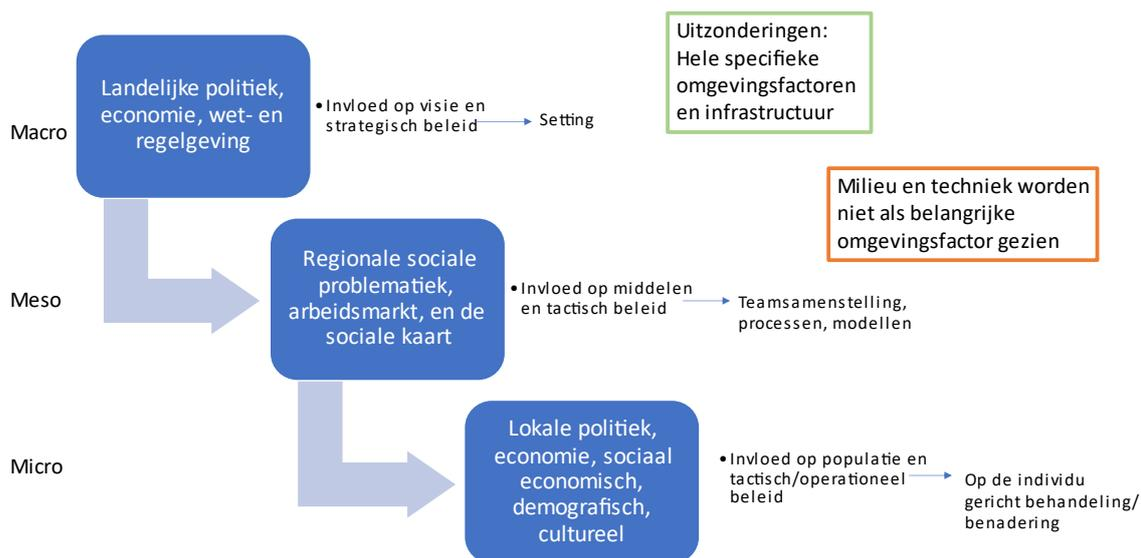 Macro
Landelijke politiek,
economie, wet- en
regelgeving
•Invloed op visie en
strategisch beleid
Setting
Uitzonderingen:
Hele specifieke
omgevingsfactoren
en infrastructuur
Milieu en techniek worden
niet als belangrijke
omgevingsfactor gezien
Meso
Regionale sociale
problematiek,
arbeidsmarkt, en de
sociale kaart
•Invloed op middelen
en tactisch beleid
Teamsamenstelling,
processen, modellen
Micro
Lokale politiek,
economie, sociaal
economisch,
demografisch,
cultureel
•Invloed op populatie en
tactisch/operationeel
beleid
Op de individu
gericht behandeling/
benadering